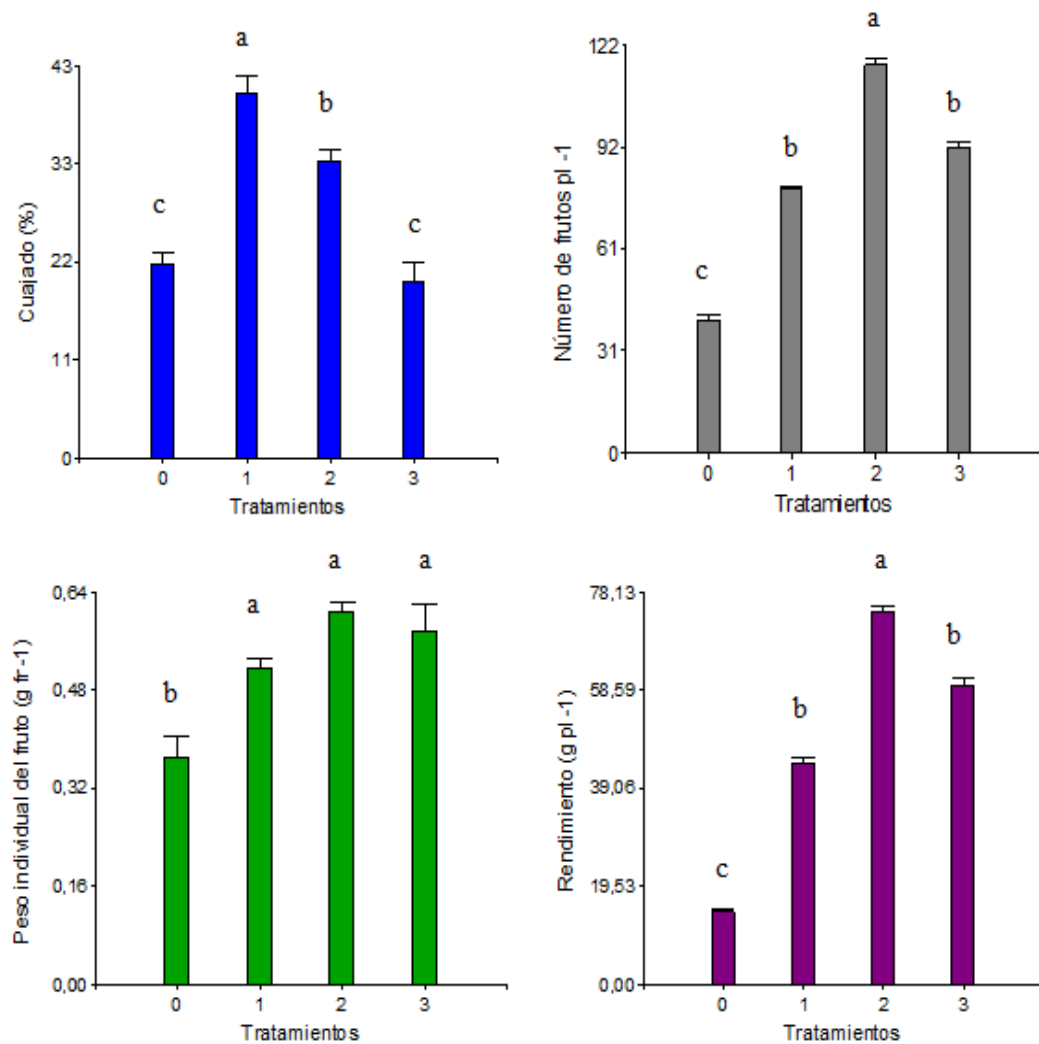 a
43
b
33
c
c
22
11
0
0 1 2 3
Tratamientos
Cuajado (%)
a
122
b
92
b
61
c
31
0
0 1 2 3
Tratamientos
Número de frutos pl -1
a a
0,64
a
0,48
b
0,32
0,16
0,00
0 1 2 3
Tratamientos
Peso individual del fruto (g fr -1)
a
78,13
b
58,59
b
39,06
c
19,53
0,00
0 1 2 3
Tratamientos
Rendimiento (g pl -1)